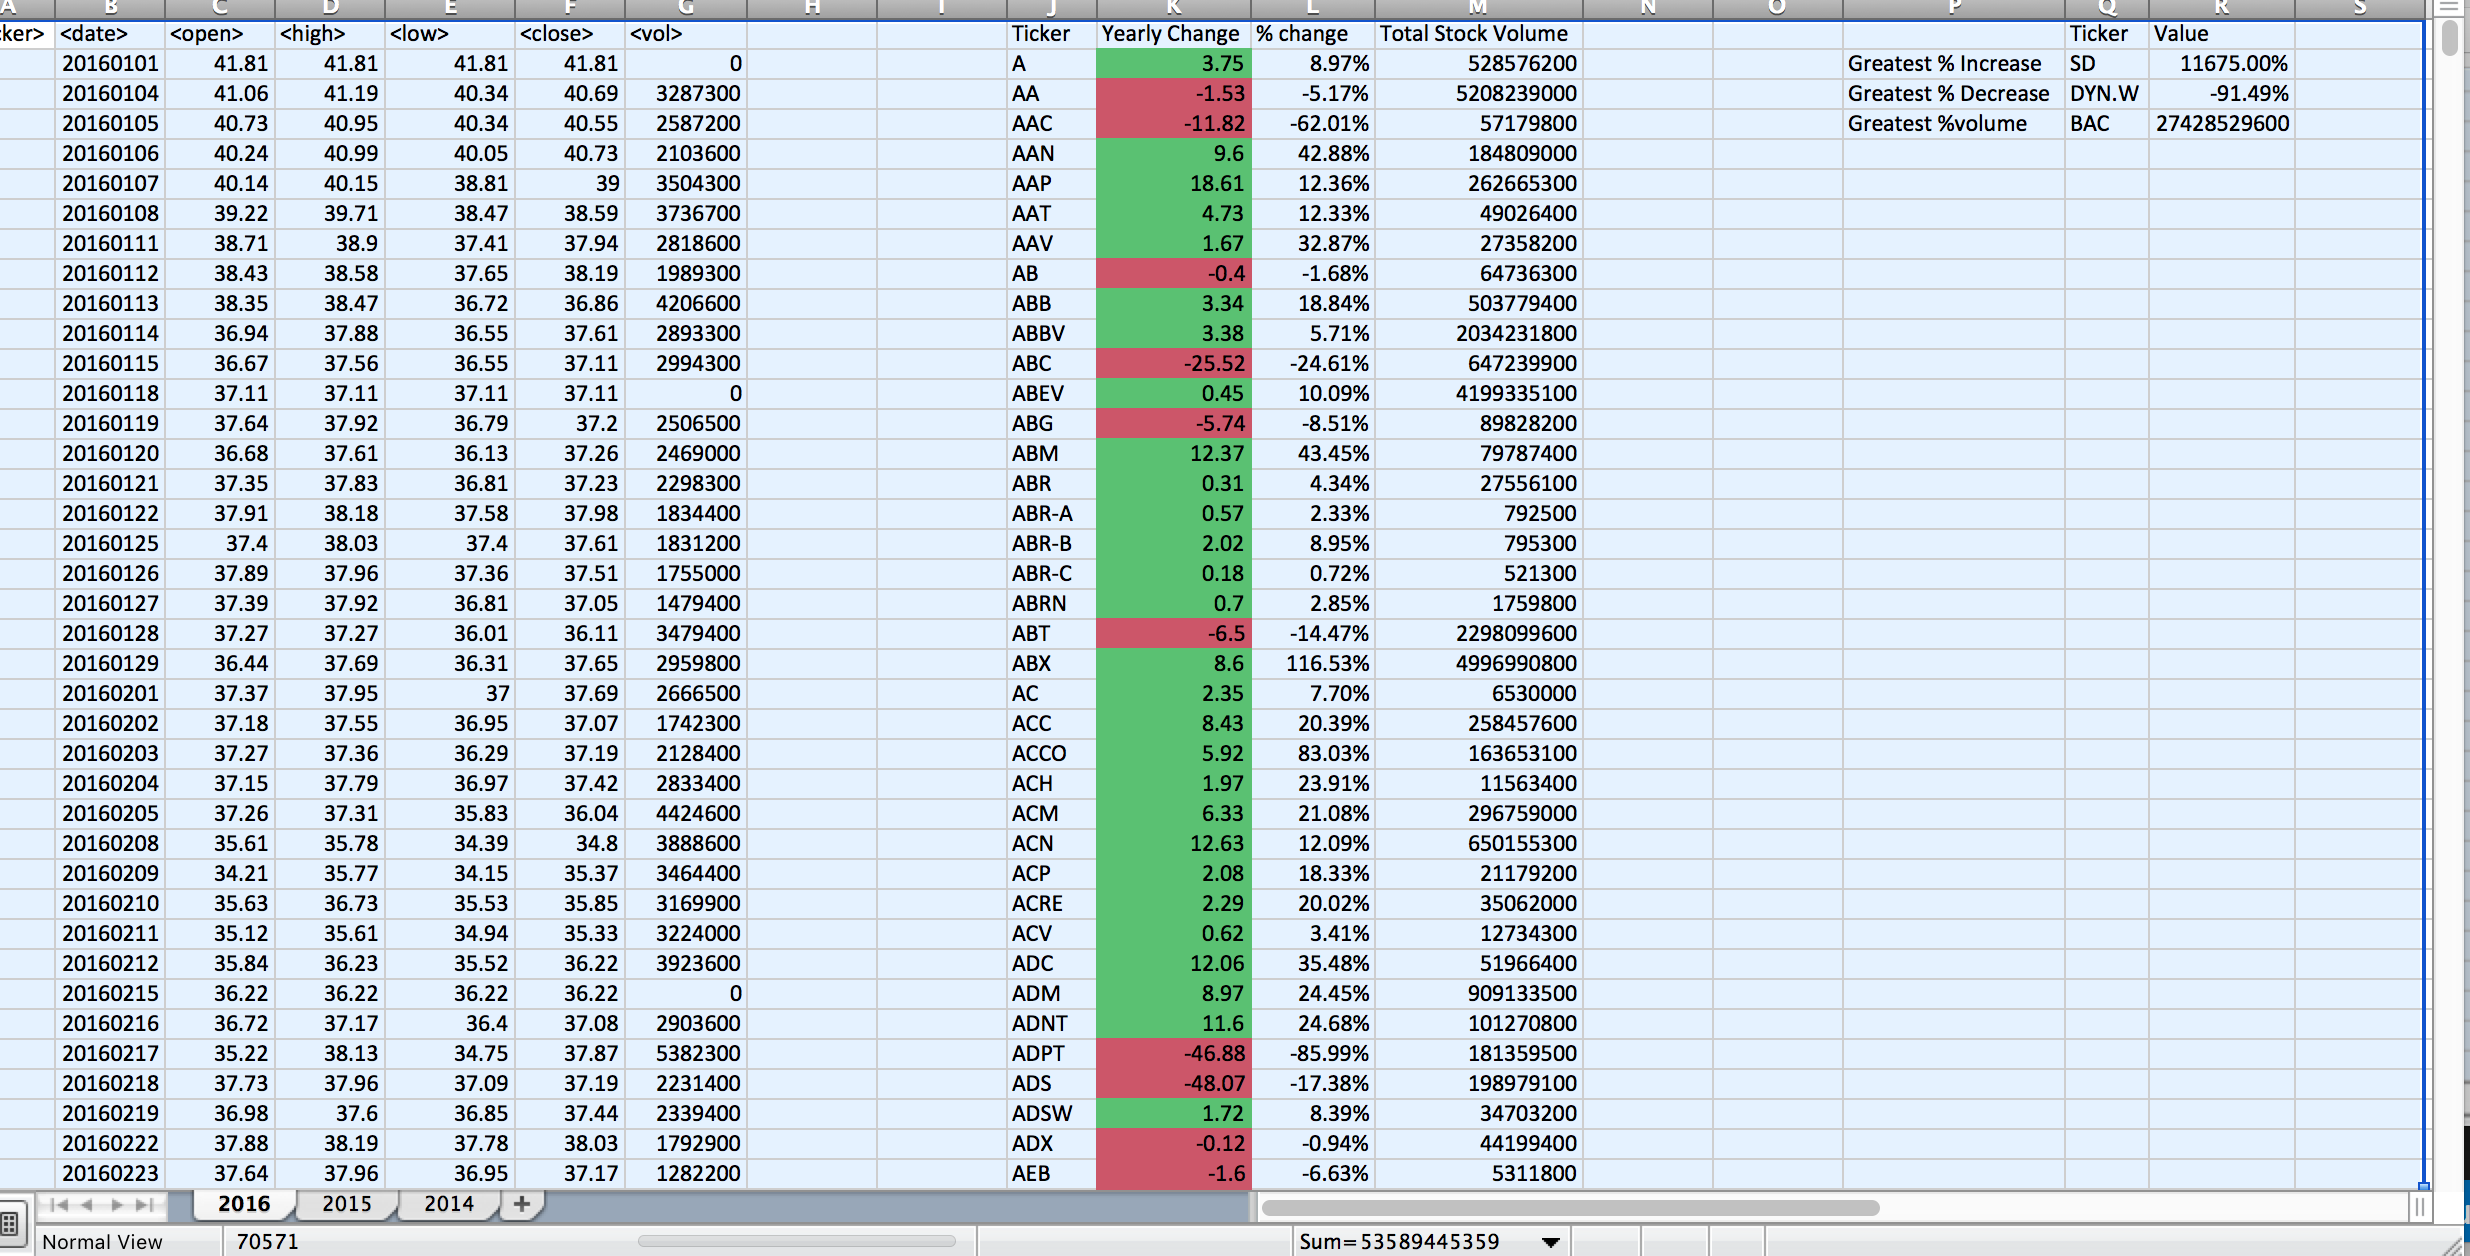 A B C D E F G H I J K L M N O P Q R S
ker> <date> <open> <high> <low> <close> <vol> Ticker Yearly Change % change Total Stock Volume Ticker Value
20160101 41.81 41.81 41.81 41.81 0 A 3.75 8.97% 528576200 Greatest % Increase SD 11675.00%
20160104 41.06 41.19 40.34 40.69 3287300 AA -1.53 -5.17% 5208239000 Greatest % Decrease DYN.W -91.49%
20160105 40.73 40.95 40.34 40.55 2587200 AAC -11.82 -62.01% 57179800 Greatest %volume BAC 27428529600
20160106 40.24 40.99 40.05 40.73 2103600 AAN 9.6 42.88% 184809000
20160107 40.14 40.15 38.81 39 3504300 AAP 18.61 12.36% 262665300
20160108 39.22 39.71 38.47 38.59 3736700 AAT 4.73 12.33% 49026400
20160111 38.71 38.9 37.41 37.94 2818600 AAV 1.67 32.87% 27358200
20160112 38.43 38.58 37.65 38.19 1989300 AB -0.4 -1.68% 64736300
20160113 38.35 38.47 36.72 36.86 4206600 ABB 3.34 18.84% 503779400
20160114 36.94 37.88 36.55 37.61 2893300 ABBV 3.38 5.71% 2034231800
20160115 36.67 37.56 36.55 37.11 2994300 ABC -25.52 -24.61% 647239900
20160118 37.11 37.11 37.11 37.11 0 ABEV 0.45 10.09% 4199335100
20160119 37.64 37.92 36.79 37.2 2506500 ABG -5.74 -8.51% 89828200
20160120 36.68 37.61 36.13 37.26 2469000 ABM 12.37 43.45% 79787400
20160121 37.35 37.83 36.81 37.23 2298300 ABR 0.31 4.34% 27556100
20160122 37.91 38.18 37.58 37.98 1834400 ABR-A 0.57 2.33% 792500
20160125 37.4 38.03 37.4 37.61 1831200 ABR-B 2.02 8.95% 795300
20160126 37.89 37.96 37.36 37.51 1755000 ABR-C 0.18 0.72% 521300
20160127 37.39 37.92 36.81 37.05 1479400 ABRN 0.7 2.85% 1759800
20160128 37.27 37.27 36.01 36.11 3479400 ABT -6.5 -14.47% 2298099600
20160129 36.44 37.69 36.31 37.65 2959800 ABX 8.6 116.53% 4996990800
20160201 37.37 37.95 37 37.69 2666500 AC 2.35 7.70% 6530000
20160202 37.18 37.55 36.95 37.07 1742300 ACC 8.43 20.39% 258457600
20160203 37.27 37.36 36.29 37.19 2128400 ACCO 5.92 83.03% 163653100
20160204 37.15 37.79 36.97 37.42 2833400 ACH 1.97 23.91% 11563400
20160205 37.26 37.31 35.83 36.04 4424600 ACM 6.33 21.08% 296759000
20160208 35.61 35.78 34.39 34.8 3888600 ACN 12.63 12.09% 650155300
20160209 34.21 35.77 34.15 35.37 3464400 ACP 2.08 18.33% 21179200
20160210 35.63 36.73 35.53 35.85 3169900 ACRE 2.29 20.02% 35062000
20160211 35.12 35.61 34.94 35.33 3224000 ACV 0.62 3.41% 12734300
20160212 35.84 36.23 35.52 36.22 3923600 ADC 12.06 35.48% 51966400
20160215 36.22 36.22 36.22 36.22 0 ADM 8.97 24.45% 909133500
20160216 36.72 37.17 36.4 37.08 2903600 ADNT 11.6 24.68% 101270800
20160217 35.22 38.13 34.75 37.87 5382300 ADPT -46.88 -85.99% 181359500
20160218 37.73 37.96 37.09 37.19 2231400 ADS -48.07 -17.38% 198979100
20160219 36.98 37.6 36.85 37.44 2339400 ADSW 1.72 8.39% 34703200
20160222 37.88 38.19 37.78 38.03 1792900 ADX -0.12 -0.94% 44199400
20160223 37.64 37.96 36.95 37.17 1282200 AEB -1.6 -6.63% 5311800
2016 2015 2014 +
Normal View 70571 Sum=53589445359